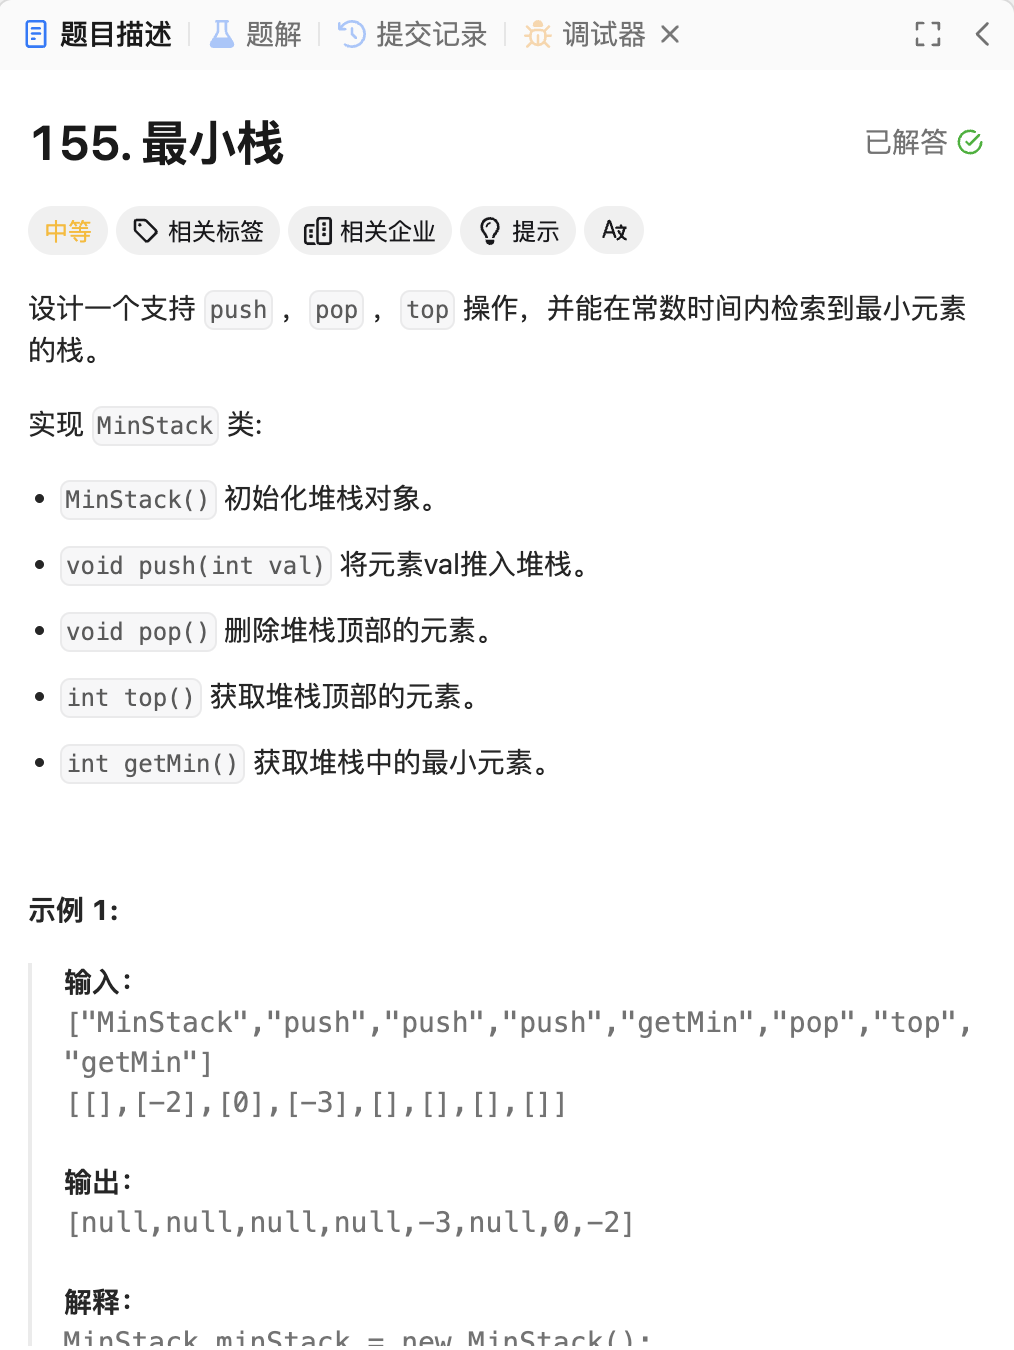 题目描述 题解 提交记录 调试器
155. 最小栈
已解答
中等 相关标签 相关企业 提示
设计一个支持 push ，pop ，top 操作，并能在常数时间内检索到最小元素
的栈。
实现 MinStack 类:
MinStack() 初始化堆栈对象。
void push(int val) 将元素val推入堆栈。
void pop() 删除堆栈顶部的元素。
int top() 获取堆栈顶部的元素。
int getMin() 获取堆栈中的最小元素。
示例 1:
输入：
["MinStack","push","push","push","getMin","pop","top",
"getMin"]
[[],[-2],[0],[-3],[],[],[],[]]
输出：
[null,null,null,null,-3,null,0,-2]
解释：
MinStack minStack = new MinStack();